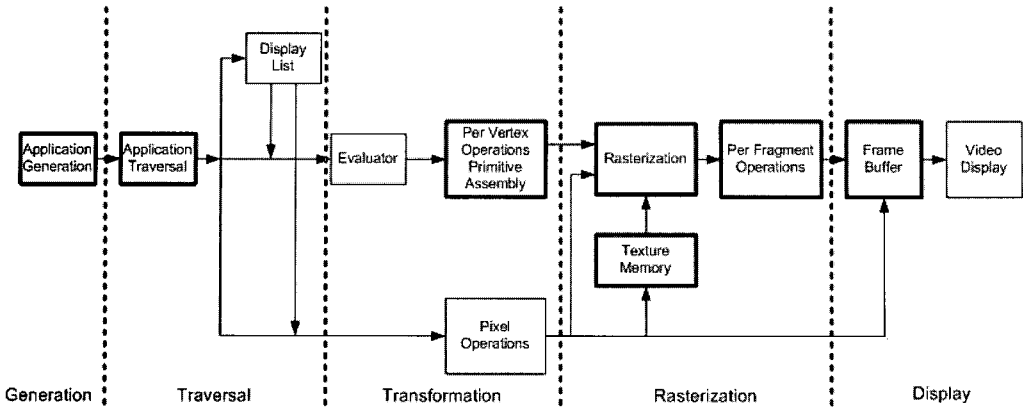 Display
List
Application
Generation
Application
Traversal
Evaluator
Per Vertex
Operations
Primitive
Assembly
Rasterization
Per Fragment
Operations
Frame
Buffer
Video
Display
Texture
Memory
Pixel
Operations
Generation
Traversal
Transformation
Rasterization
Display